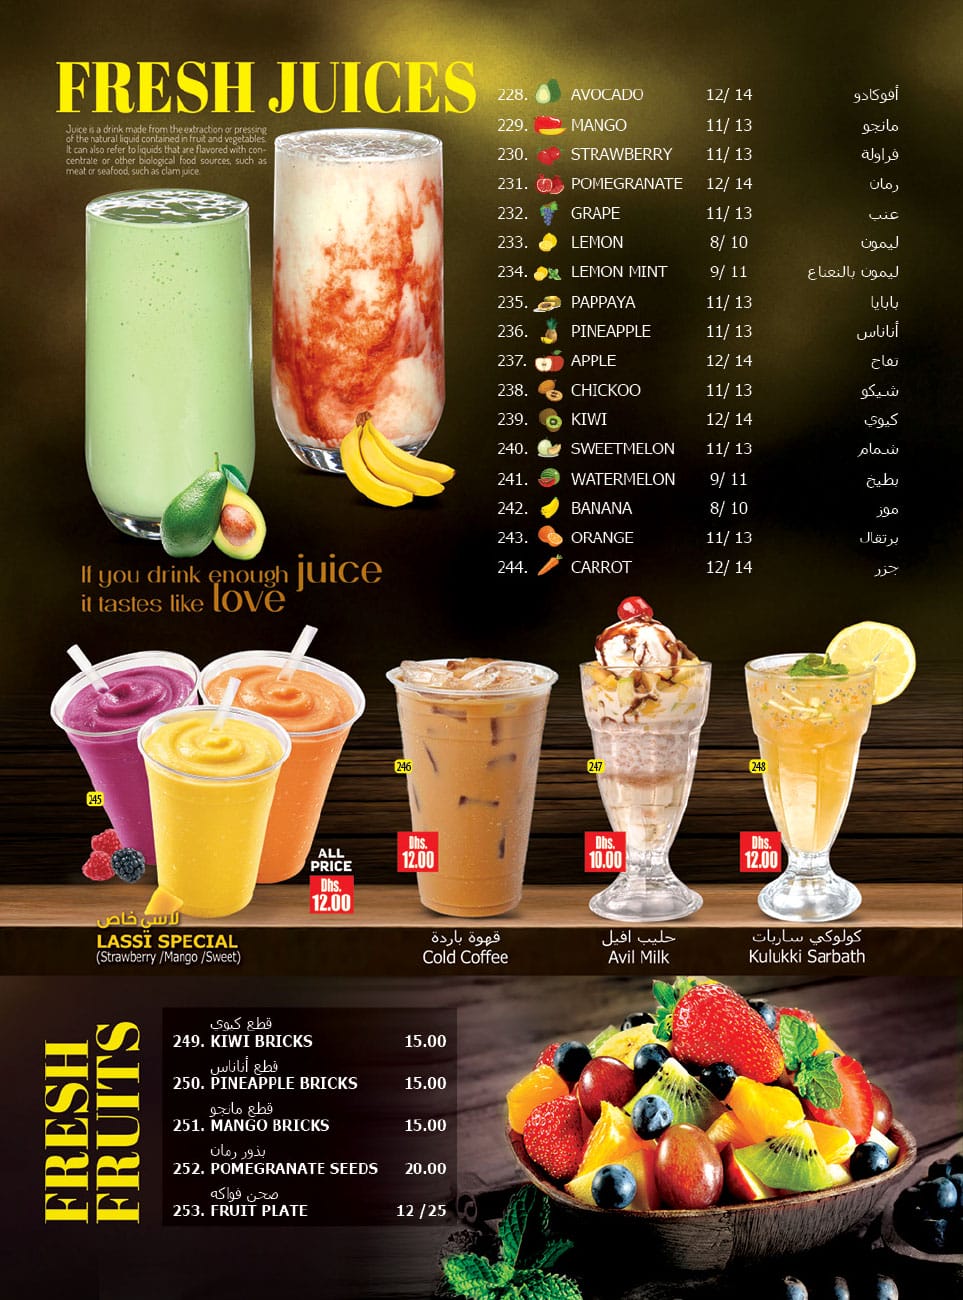 FRESH JUICES
Juice is a drink made from the extraction or pressing
of the natural liquid contained in fruit and vegetables.
It can also refer to liquids that are flavored with con-
centrate or other biological food sources, such as
meat or seafood, such as clam juice.
228. AVOCADO 12/ 14 أفوكادو
229. MANGO 11/ 13 مانجو
230. STRAWBERRY 11/ 13 فراولة
231. POMEGRANATE 12/ 14 رمان
232. GRAPE 11/ 13 عنب
233. LEMON 8/ 10 ليمون
234. LEMON MINT 9/ 11 ليمون بالنعناع
235. PAPPAYA 11/ 13 بابايا
236. PINEAPPLE 11/ 13 أناناس
237. APPLE 12/ 14 تفاح
238. CHICKOO 11/ 13 شيكو
239. KIWI 12/ 14 كيوي
240. SWEETMELON 11/ 13 شمام
241. WATERMELON 9/ 11 بطيخ
242. BANANA 8/ 10 موز
243. ORANGE 11/ 13 برتقال
244. CARROT 12/ 14 جزر
If you drink enough juice
it tastes like love
245
ALL
PRICE
Dhs.
12.00
لاسي خاص
LASSI SPECIAL
(Strawberry /Mango /Sweet)
246
Dhs.
12.00
قهوة باردة
Cold Coffee
247
Dhs.
10.00
حليب افيل
Avil Milk
248
Dhs.
12.00
كولوكي ساربات
Kulukki Sarbath
FRESH
FRUITS
قطع كيوي
249. KIWI BRICKS 15.00
قطع أناناس
250. PINEAPPLE BRICKS 15.00
قطع مانجو
251. MANGO BRICKS 15.00
بذور رمان
252. POMEGRANATE SEEDS 20.00
صحن فواكه
253. FRUIT PLATE 12 /25